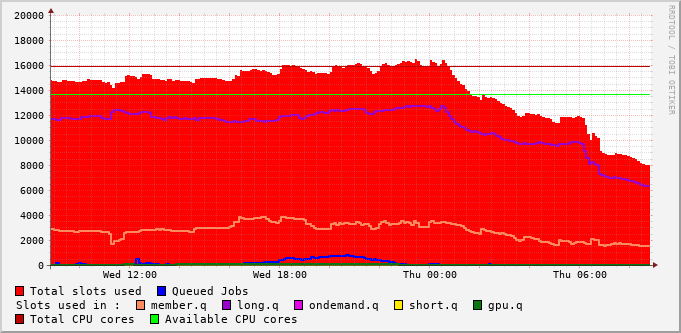 20000
18000
16000
14000
12000
10000
8000
6000
4000
2000
0
Wed 12:00 Wed 18:00 Thu 00:00 Thu 06:00
Total slots used Queued Jobs
Slots used in : member.q long.q ondemand.q short.q gpu.q
Total CPU cores Available CPU cores
RRDTOOL / TOBI OETIKER